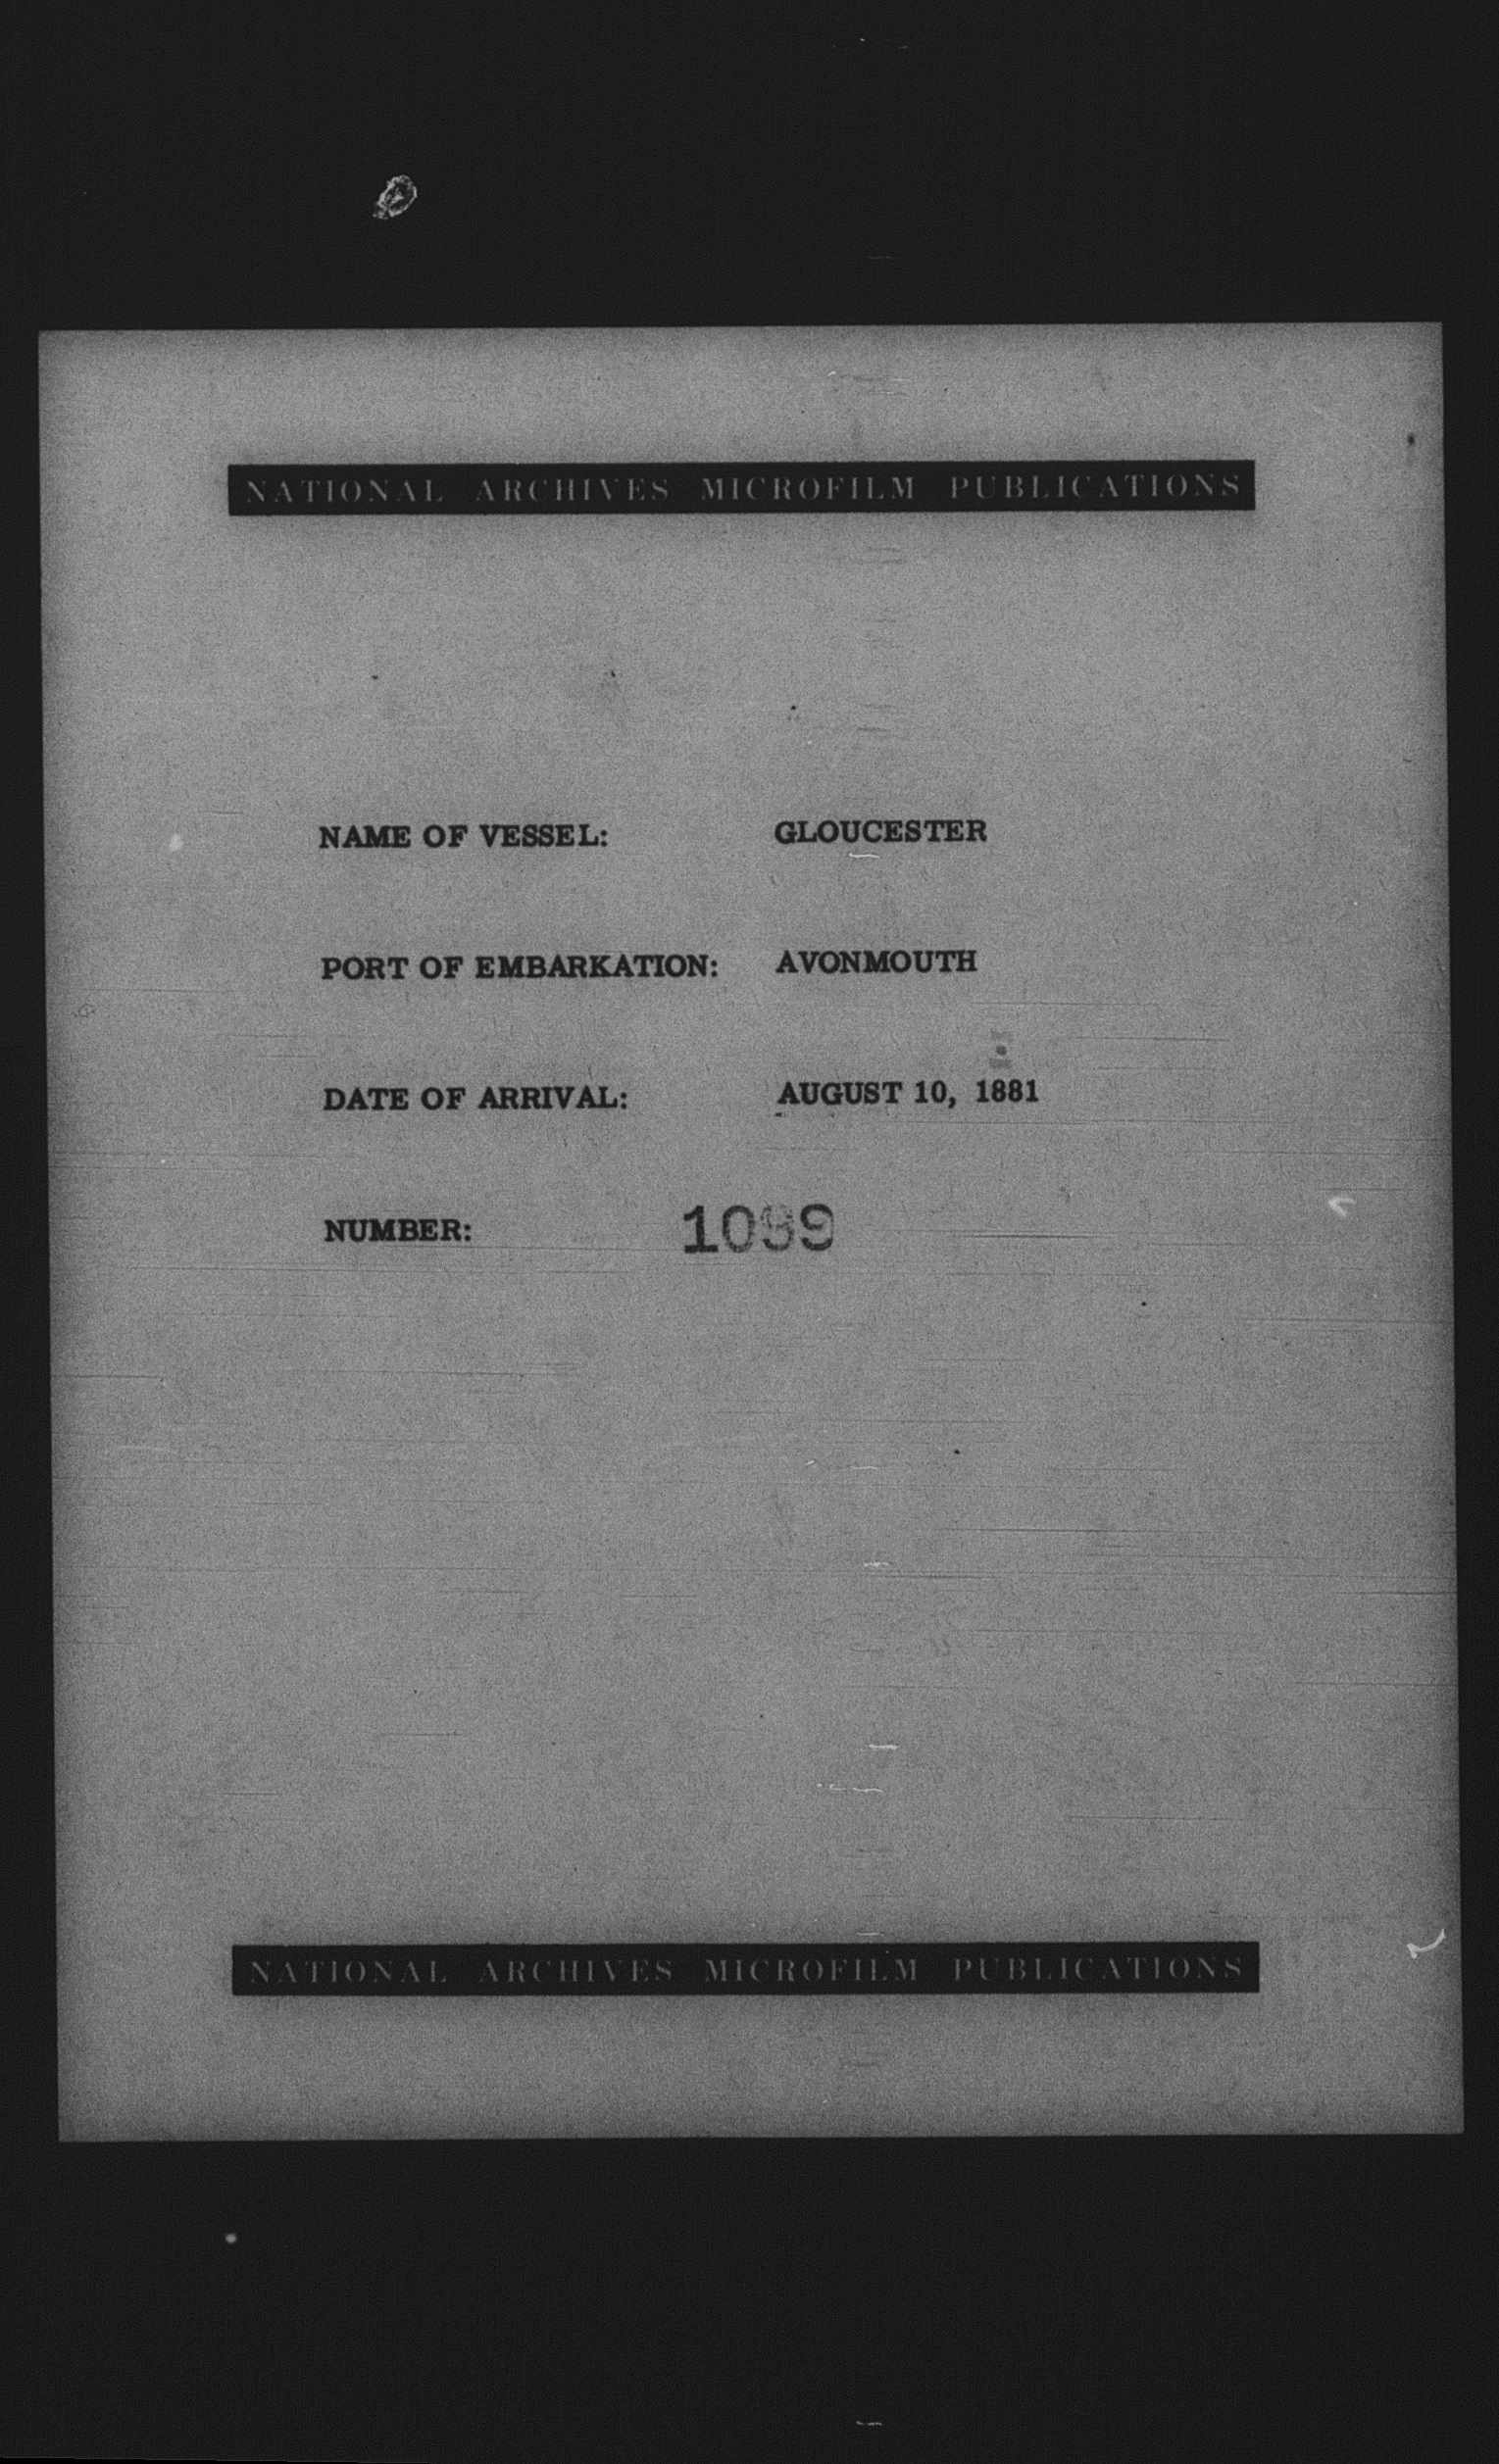 NATIONAL ARCHIVES MICROFILM PUBLICATIONS
NAME OF VESSEL: GLOUCESTER
PORT OF EMBARKATION: AVONMOUTH
DATE OF ARRIVAL: AUGUST 10, 1881
NUMBER:
NATIONAL ARCHIVES MICROFILM PUBLICATIONS